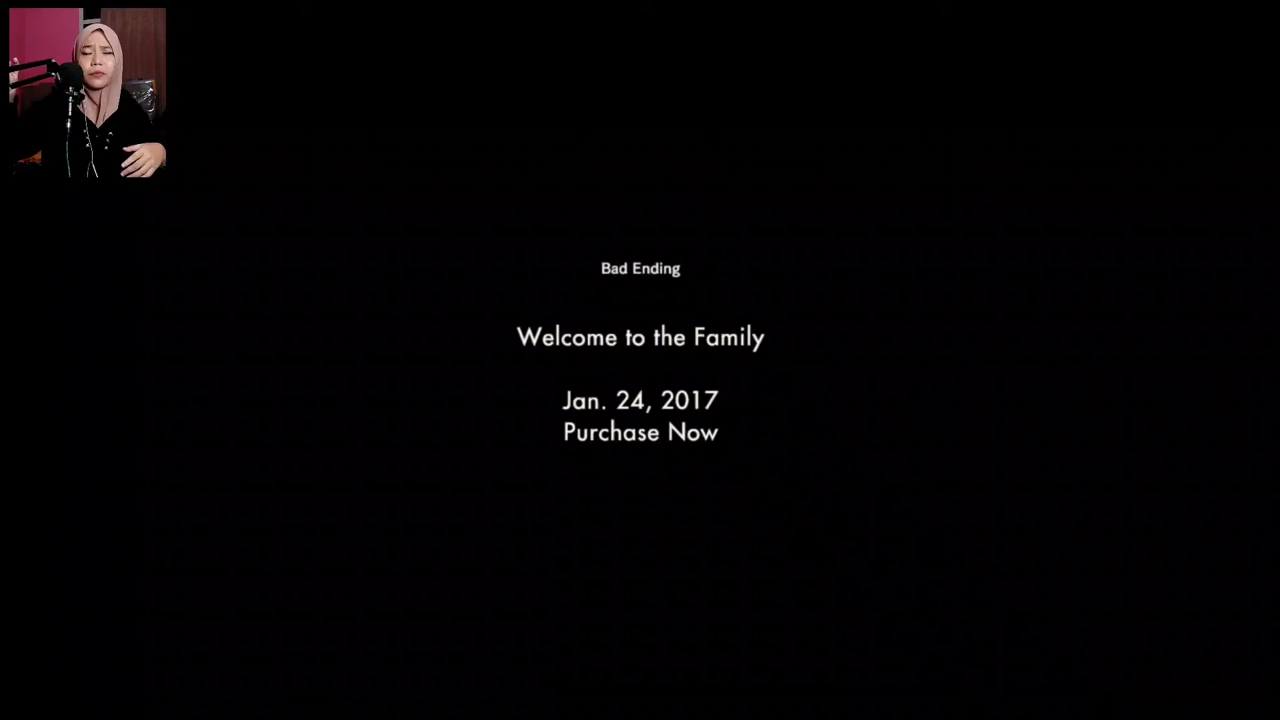 Bad Ending
Welcome to the Family
Jan. 24, 2017
Purchase Now